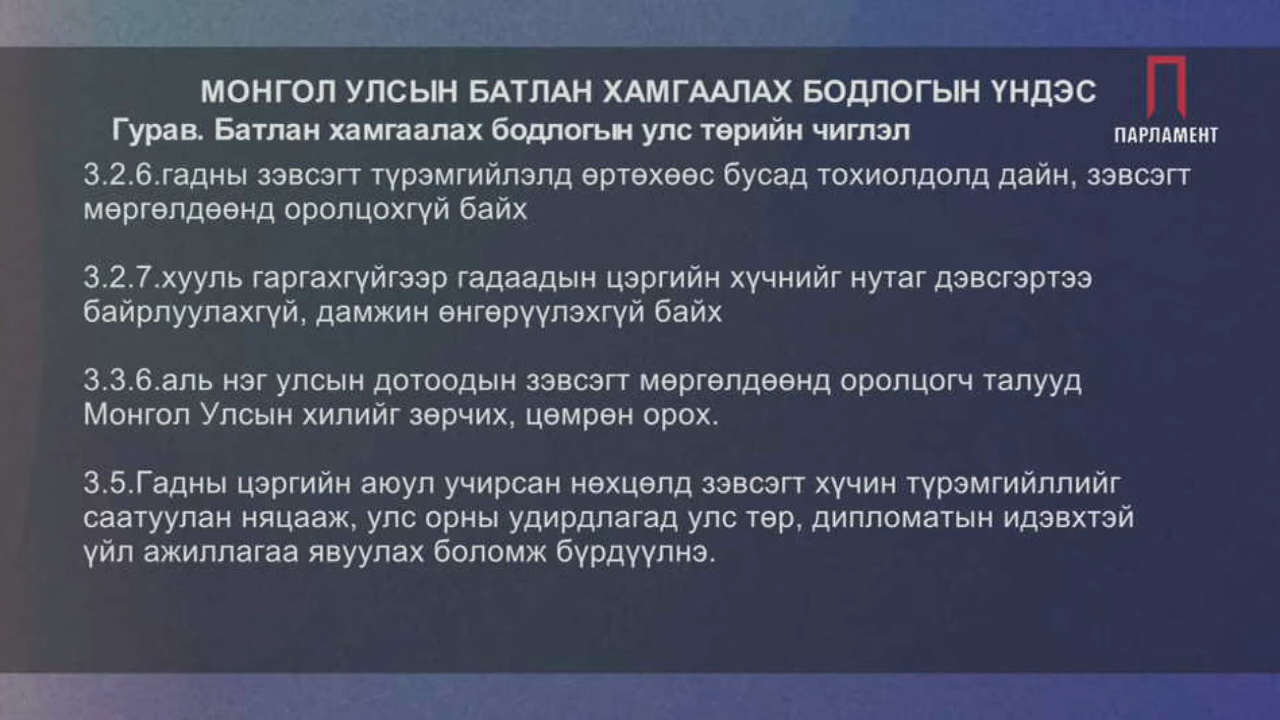 МОНГОЛ УЛСЫН БАТЛАН ХАМГААЛАХ БОДЛОГЫН ҮНДЭС
ПАРЛАМЕНТ
Гурав. Батлан хамгаалах бодлогын улс төрийн чиглэл
3.2.6.гадны зэвсэгт түрэмгийлэлд өртөхөөс бусад тохиолдолд дайн, зэвсэгт
мөргөлдөөнд оролцохгүй байх
3.2.7.хууль гаргахгүйгээр гадаадын цэргийн хүчнийг нутаг дэвсгэртээ
байрлуулахгүй, дамжин өнгөрүүлэхгүй байх
3.3.6.аль нэг улсын дотоодын зэвсэгт мөргөлдөөнд оролцогч талууд
Монгол Улсын хилийг зөрчих, цөмрөн орох.
3.5.Гадны цэргийн аюул учирсан нөхцөлд зэвсэгт хүчин түрэмгийллийг
саатуулан няцааж, улс орны удирдлагад улс төр, дипломатын идэвхтэй
үйл ажиллагаа явуулах боломж бүрдүүлнэ.